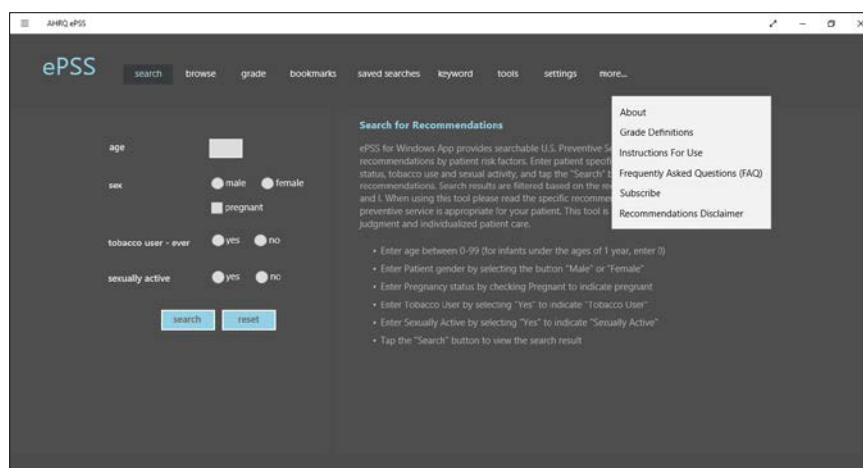 AHRQ ePSS
ePSS search browse grade bookmarks saved searches keyword tools settings more...
About
Grade Definitions
Instructions For Use
Frequently Asked Questions (FAQ)
Subscribe
Recommendations Disclaimer
age
sex male female
pregnant
tobacco user - ever yes no
sexually active yes no
search reset
Search for Recommendations
ePSS for Windows App provides searchable U.S. Preventive
recommendations by patient risk factors. Enter patient
status, tobacco use and sexual activity, and tap the "Search"
recommendations. Search results are filtered based on the
and I. When using this tool please read the specific
preventive service is appropriate for your patient. This tool is
judgment and individualized patient care.
• Enter age between 0-99 (for infants under the ages of 1 year, enter 0)
• Enter Patient gender by selecting the button "Male" or "Female"
• Enter Pregnancy status by checking Pregnant to indicate pregnant
• Enter Tobacco User by selecting "Yes" to indicate "Tobacco User"
• Enter Sexually Active by selecting "Yes" to indicate "Sexually Active"
• Tap the "Search" button to view the search result